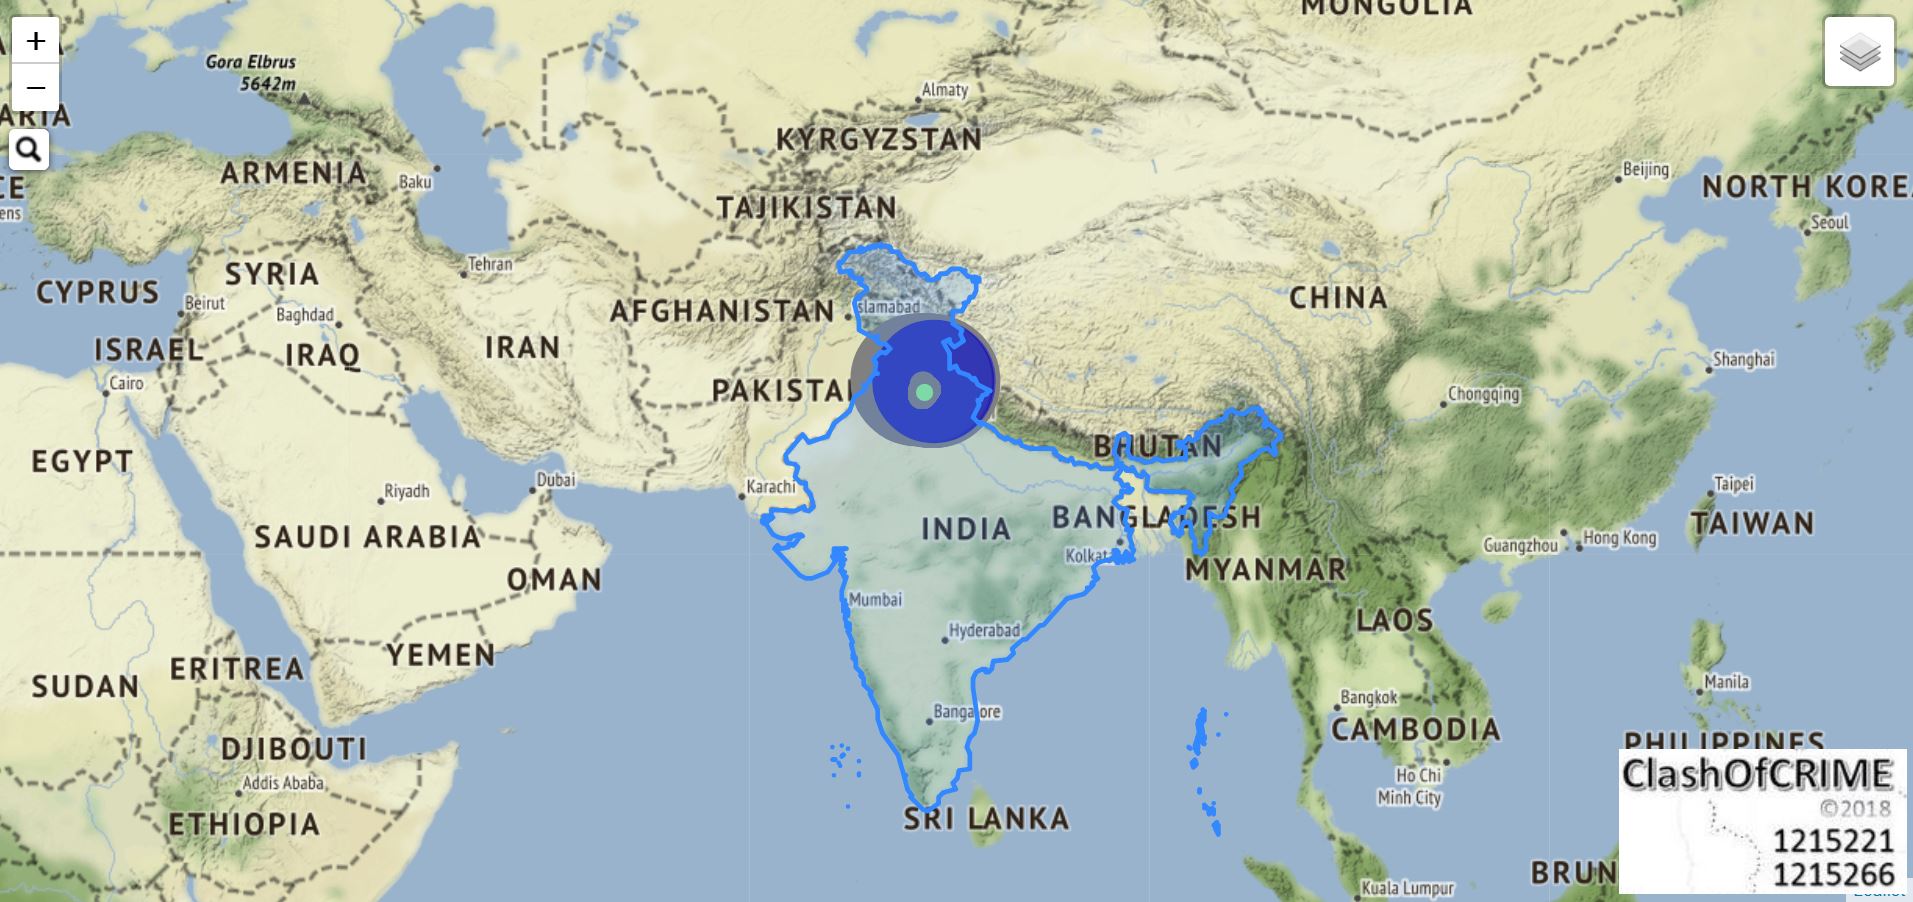 MONGOLIA
+
Gora Elbrus
5642m
−
Almaty
ARIA
KYRGYZSTAN
ARMENIA
Baku
Beijing
NORTH KORE
CE
ens
TAJIKISTAN
Seoul
Tehran
SYRIA
CYPRUS
Beirut
Baghdad
AFGHANISTAN
slamabad
CHINA
ISRAEL
IRAQ
IRAN
Shanghai
Cairo
PAKISTA
Chongqing
EGYPT
BHUTAN
Riyadh
Dubai
Karachi
Taipei
SAUDI ARABIA
INDIA
BANGLADESH
TAIWAN
Kolkata
Guangzhou
Hong Kong
OMAN
MYANMAR
Mumbai
Hyderabad
LAOS
YEMEN
ERITREA
SUDAN
Bangkok
Manila
Bangalore
CAMBODIA
DJIBOUTI
PHILIPPINES
Addis Ababa
Ho Chi
Minh City
ClashOfCRIME
©2018
ETHIOPIA
SRI LANKA
1215221
1215266
BRUN
Kuala Lumpur